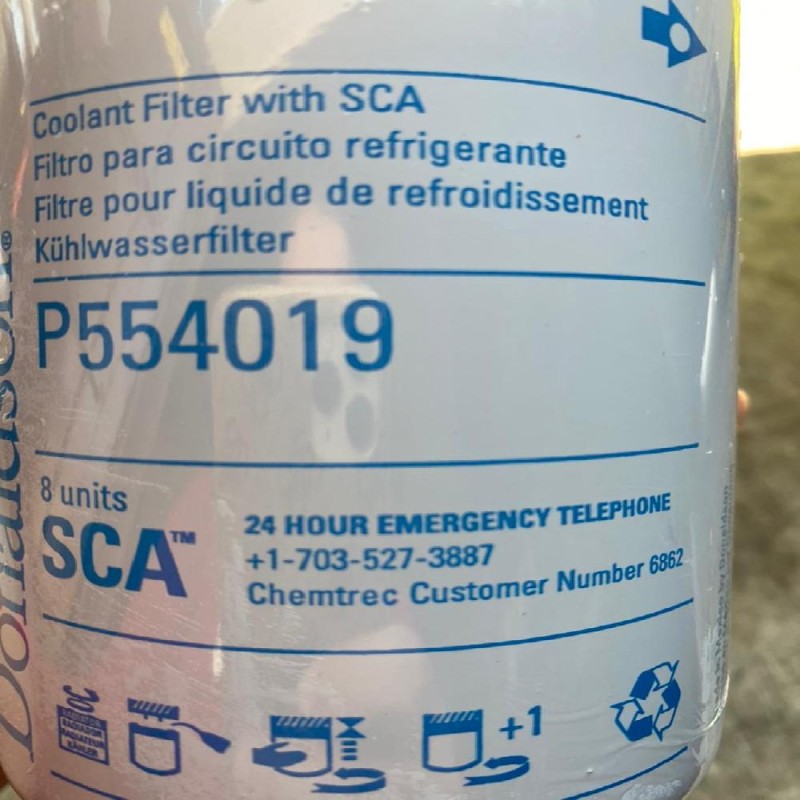 Coolant Filter with SCA
Filtro para circuito refrigerante
Filtre pour liquide de refroidissement
Kühlwasserfilter
P554019
8 units
SCA™
24 HOUR EMERGENCY TELEPHONE
+1-703-527-3887
Chemtrec Customer Number 6862
+1
Donaldson®